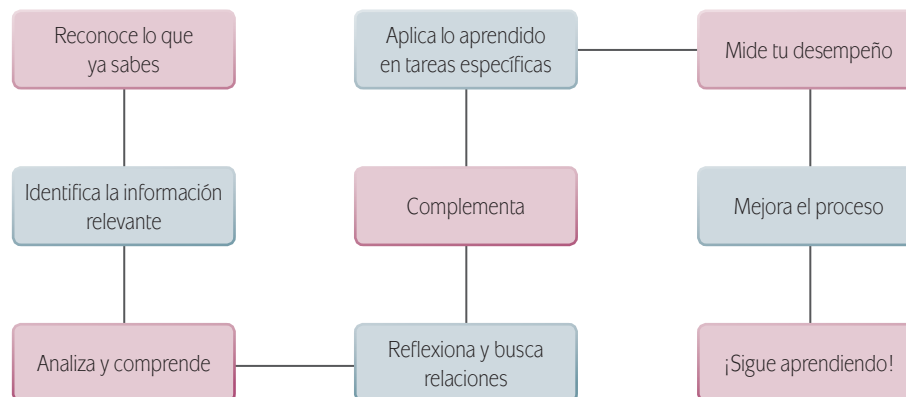 Reconoce lo que
ya sabes
Identifica la información
relevante
Analiza y comprende
Reflexiona y busca
relaciones
Complementa
Aplica lo aprendido
en tareas específicas
Mide tu desempeño
Mejora el proceso
¡Sigue aprendiendo!